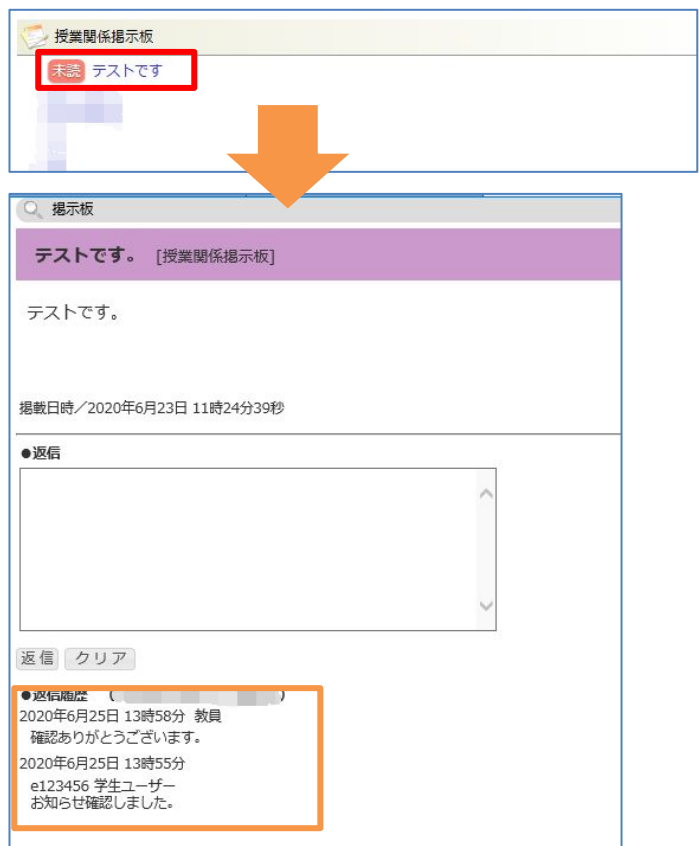 授業関係掲示板
未読 テストです
掲示板
テストです。 [授業関係掲示板]
テストです。
掲載日時／2020年6月23日 11時24分39秒
●返信
返信 クリア
●返信履歴 ( )
2020年6月25日 13時58分 教員
確認ありがとうございます。
2020年6月25日 13時55分
e123456 学生ユーザー
お知らせ確認しました。